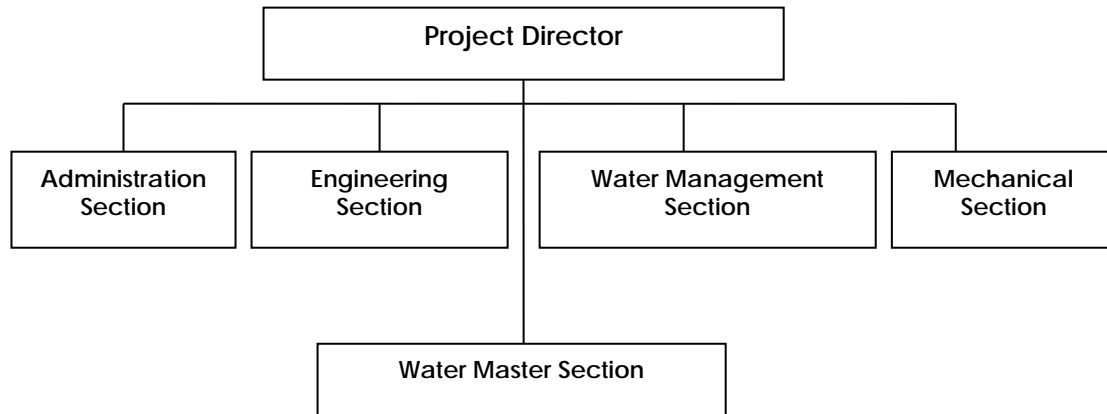 Project Director
Administration
Section
Engineering
Section
Water Management
Section
Mechanical
Section
Water Master Section